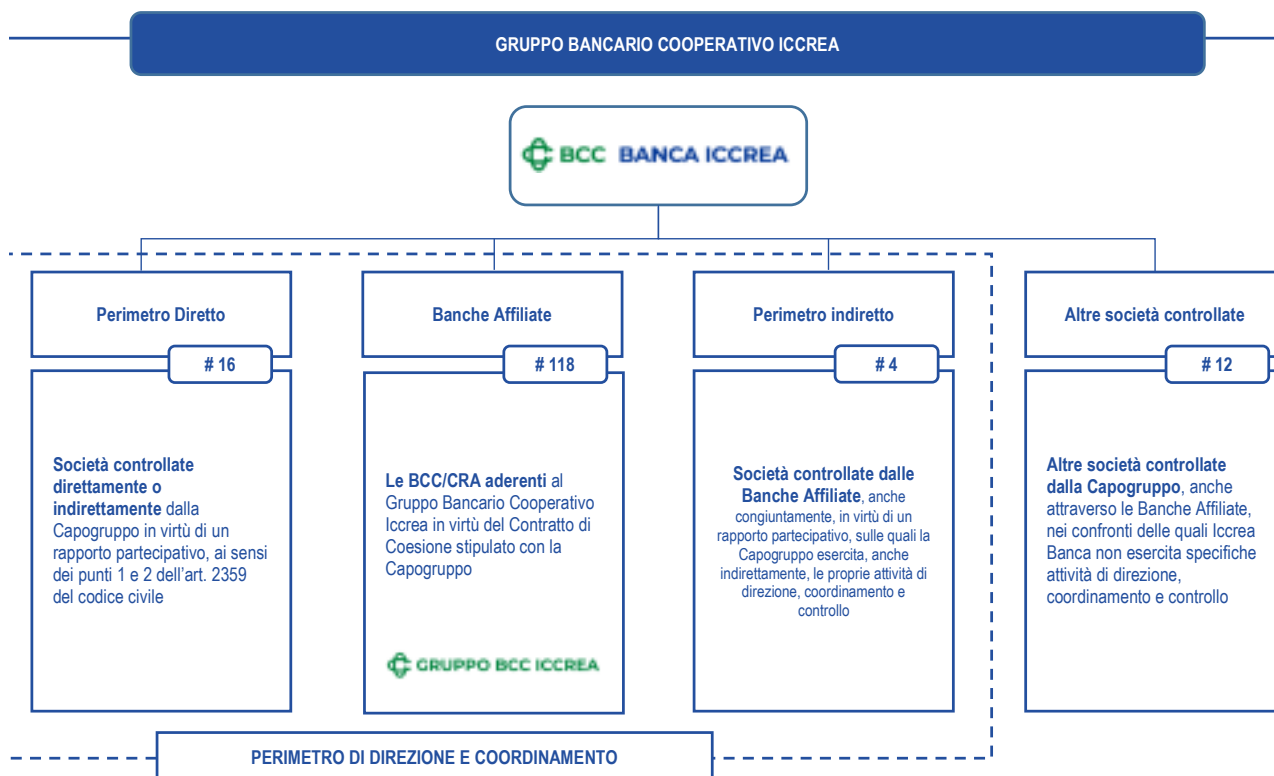 GRUPPO BANCARIO COOPERATIVO ICCREA
BCC BANCA ICCREA
Perimetro Diretto
# 16
Società controllate
direttamente o
indirettamente dalla
Capogruppo in virtù di un
rapporto partecipativo, ai sensi
dei punti 1 e 2 dell'art. 2359
del codice civile
Banche Affiliate
# 118
Le BCC/CRA aderenti al
Gruppo Bancario Cooperativo
Iccrea in virtù del Contratto di
Coesione stipulato con la
Capogruppo
GRUPPO BCC ICCREA
Perimetro indiretto
# 4
Società controllate dalle
Banche Affiliate, anche
congiuntamente, in virtù di un
rapporto partecipativo, sulle quali la
Capogruppo esercita, anche
indirettamente, le proprie attività di
direzione, coordinamento e
controllo
Altre società controllate
# 12
Altre società controllate
dalla Capogruppo, anche
attraverso le Banche Affiliate,
nei confronti delle quali Iccrea
Banca non esercita specifiche
attività di direzione,
coordinamento e controllo
PERIMETRO DI DIREZIONE E COORDINAMENTO